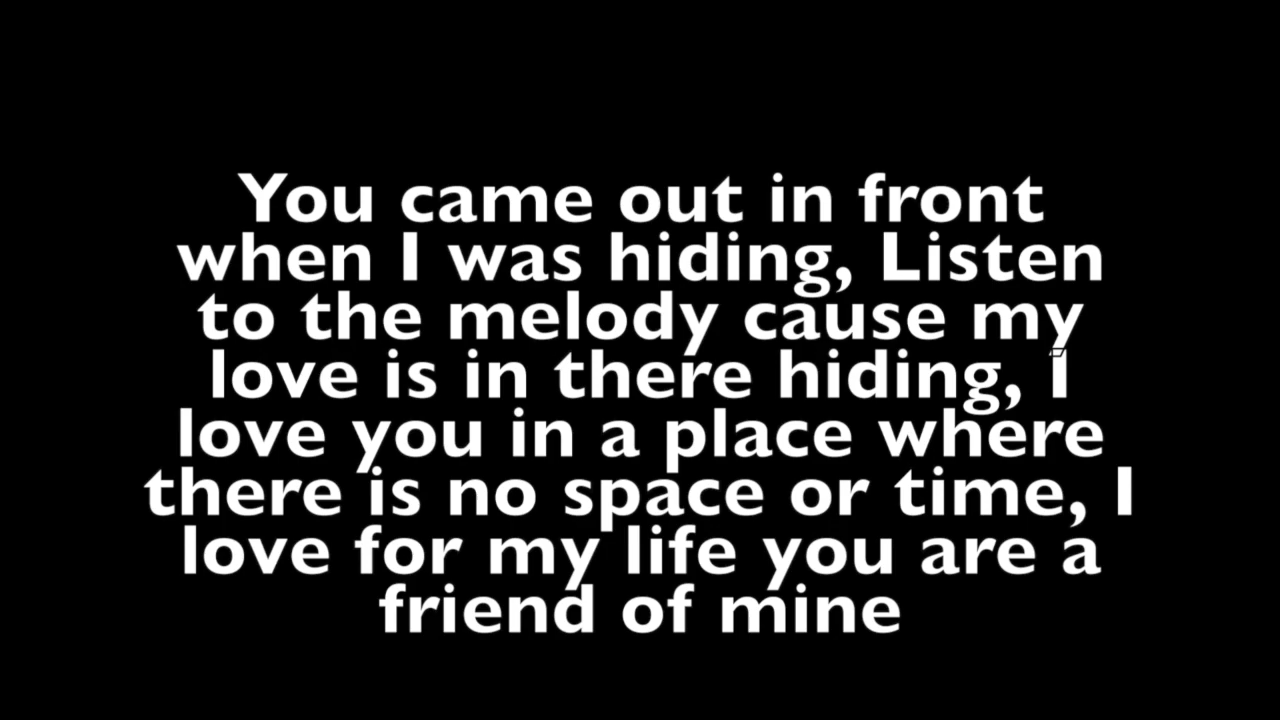 You came out in front
when I was hiding, Listen
to the melody cause my
love is in there hiding, I
love you in a place where
there is no space or time, I
love for my life you are a
friend of mine